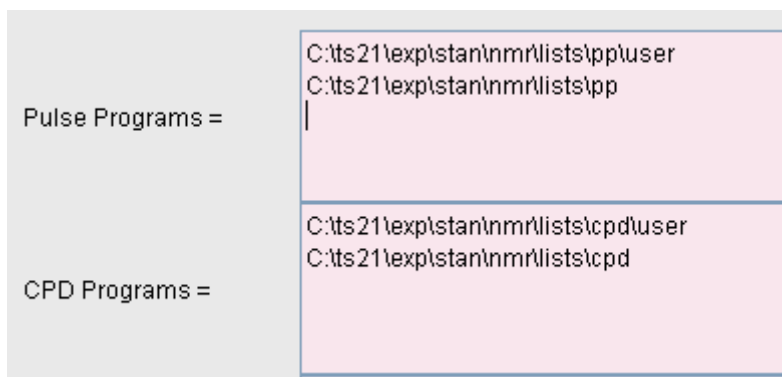 Pulse Programs =
C:\ts21\exp\stan\nmr\lists\pp\user
C:\ts21\exp\stan\nmr\lists\pp
CPD Programs =
C:\ts21\exp\stan\nmr\lists\cpd\user
C:\ts21\exp\stan\nmr\lists\cpd